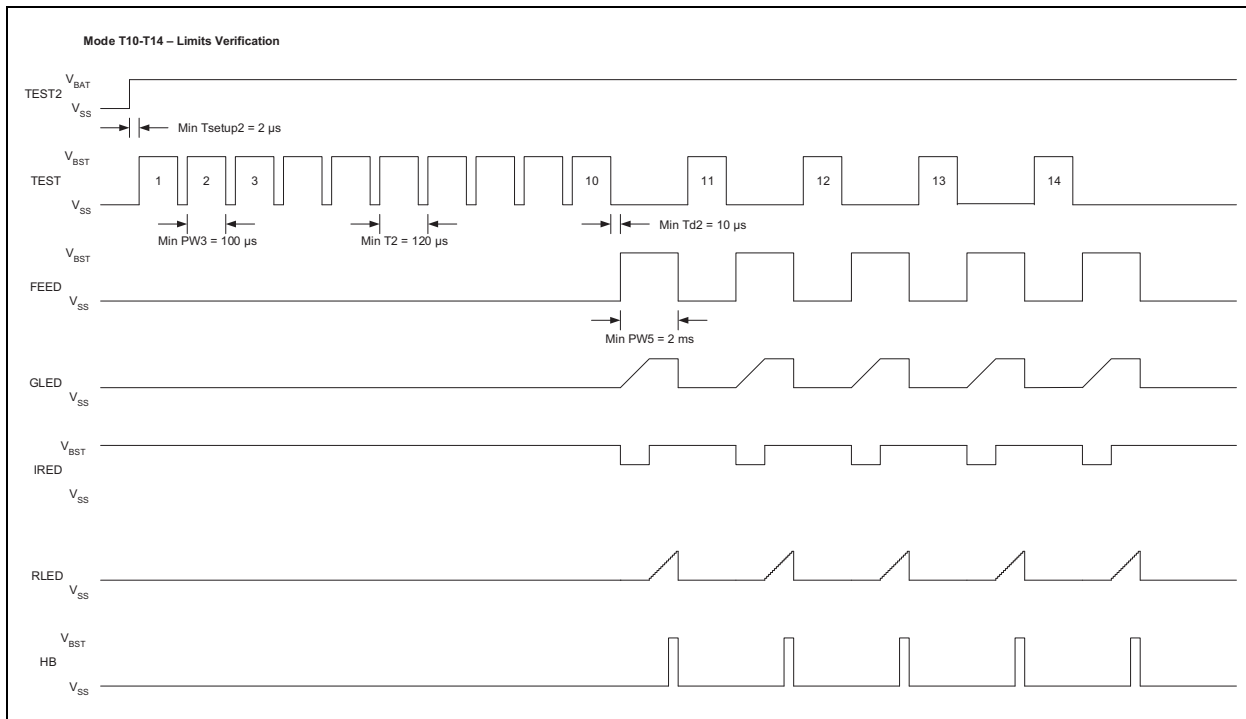 Mode T10-T14 – Limits Verification
V_BAT
TEST2
V_SS
Min Tsetup2 = 2 µs
V_BST
TEST
V_SS
1 2 3 10 11 12 13 14
Min PW3 = 100 µs
Min T2 = 120 µs
Min Td2 = 10 µs
V_BST
FEED
V_SS
Min PW5 = 2 ms
GLED
V_SS
V_BST
IRED
V_SS
RLED
V_SS
V_BST
HB
V_SS